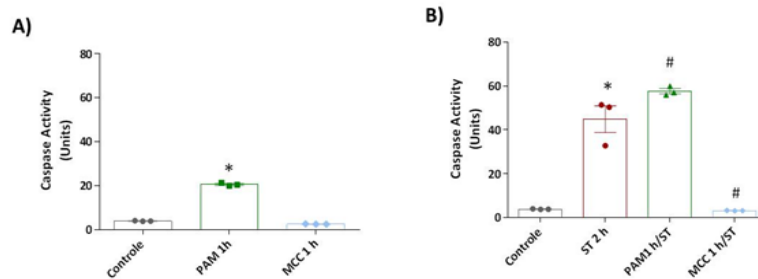 A)
80
60
40
20
0
Caspase Activity
(Units)
*
Controle
PAM 1h
MCC 1 h
B)
80
60
40
20
0
Caspase Activity
(Units)
*
#
#
Controle
ST 2 h
PAM1 h/ST
MCC 1 h/ST